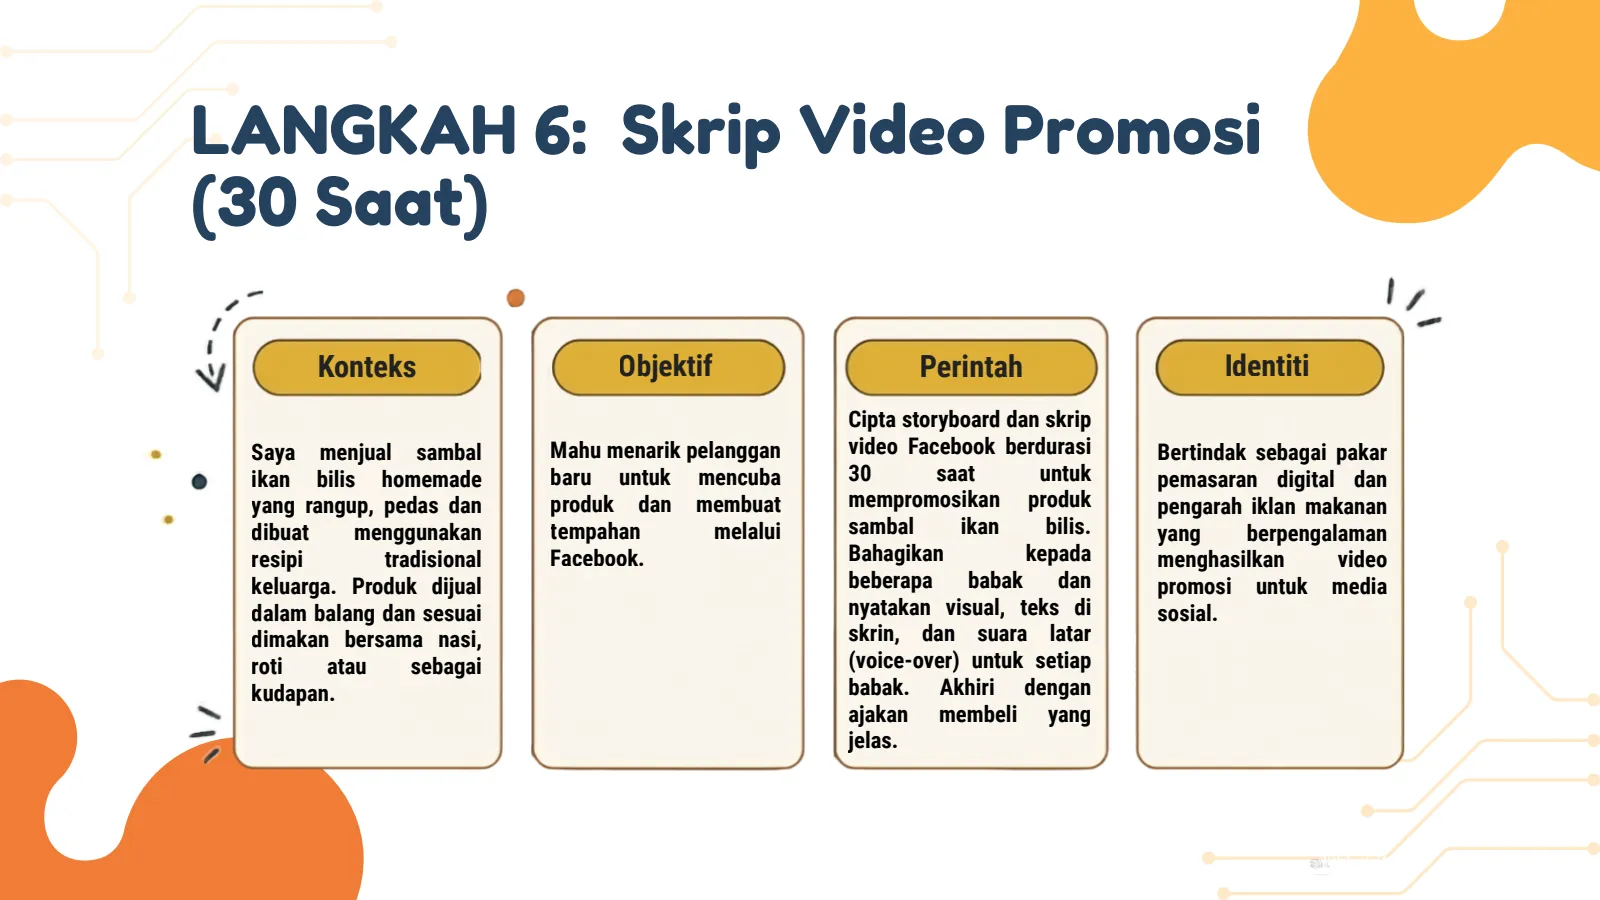 LANGKAH 6: Skrip Video Promosi
(30 Saat)
Konteks
Saya menjual sambal
ikan bilis homemade
yang rangup, pedas dan
dibuat menggunakan
resipi tradisional
keluarga. Produk dijual
dalam balang dan sesuai
dimakan bersama nasi,
roti atau sebagai
kudapan.
Objektif
Mahu menarik pelanggan
baru untuk mencuba
produk dan membuat
tempahan melalui
Facebook.
Perintah
Cipta storyboard dan skrip
video Facebook berdurasi
30 saat untuk
mempromosikan produk
sambal ikan bilis.
Bahagikan kepada
beberapa babak dan
nyatakan visual, teks di
skrin, dan suara latar
(voice-over) untuk setiap
babak. Akhiri dengan
ajakan membeli yang
jelas.
Identiti
Bertindak sebagai pakar
pemasaran digital dan
pengarah iklan makanan
yang berpengalaman
menghasilkan video
promosi untuk media
sosial.